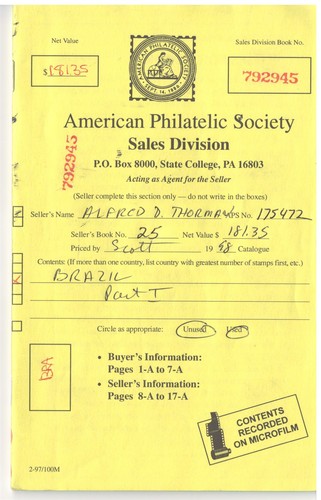 Net Value
Sales Division Book No.
$181.35
AMERICAN PHILATELIC SOCIETY
SEPT. 14, 1886
792945
American Philatelic Society
Sales Division
792945
P.O. Box 8000, State College, PA 16803
Acting as Agent for the Seller
(Seller complete this section only – do not write in the boxes)
Seller's Name ALFRED D. THORMAN APS No. 175472
Seller's Book No. 25 Net Value $ 181.35
Priced by Scott 1998 Catalogue
Contents: (If more than one country, list country with greatest number of stamps first, etc.)
BRAZIL
Part I
Circle as appropriate: Unused Used
• Buyer's Information:
Pages 1-A to 7-A
• Seller's Information:
Pages 8-A to 17-A
BRA
CONTENTS
RECORDED
ON MICROFILM
2-97/100M